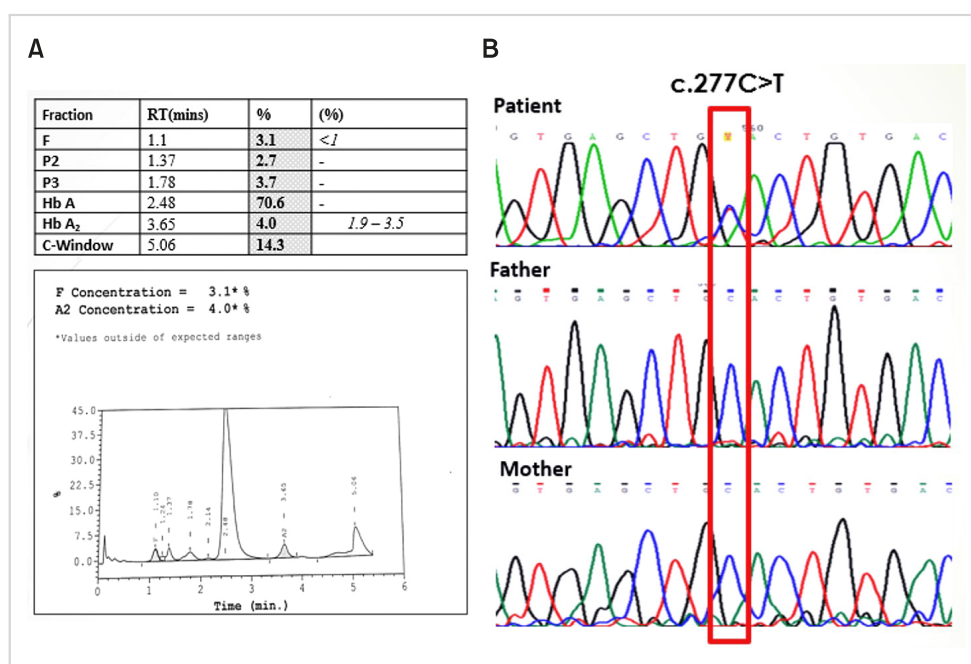 A
Fraction RT(mins) % (%)
F 1.1 3.1 <1
P2 1.37 2.7 -
P3 1.78 3.7 -
Hb A 2.48 70.6 -
Hb A₂ 3.65 4.0 1.9 – 3.5
C-Window 5.06 14.3
F Concentration = 3.1* %
A2 Concentration = 4.0* %
*Values outside of expected ranges
45.0
37.5
30.0
22.5
15.0
7.5
0.0
%
F 1.10
1.24
1.37
1.78
2.14
2.48
A2 3.65
5.06
0 1 2 3 4 5 6
Time (min.)
B
c.277C>T
Patient
G T G A G C T G T A C T G T G A C
Father
A G T G A G C T G C A C T G T G A C
Mother
G T G A G C T G C A C T G T G A C